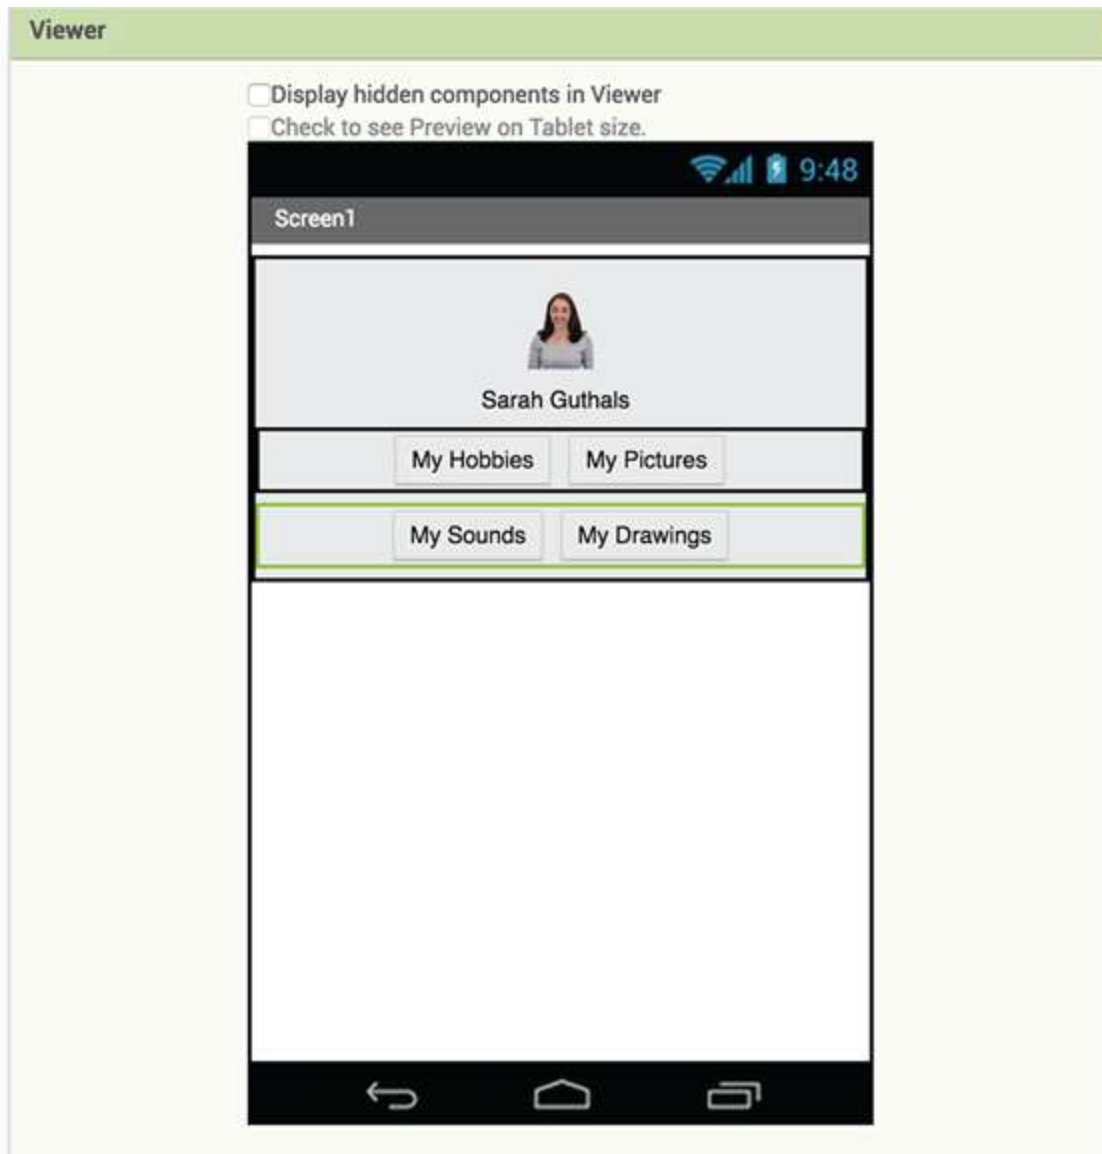 Viewer
Display hidden components in Viewer
Check to see Preview on Tablet size.
9:48
Screen1
Sarah Guthals
My Hobbies My Pictures
My Sounds My Drawings